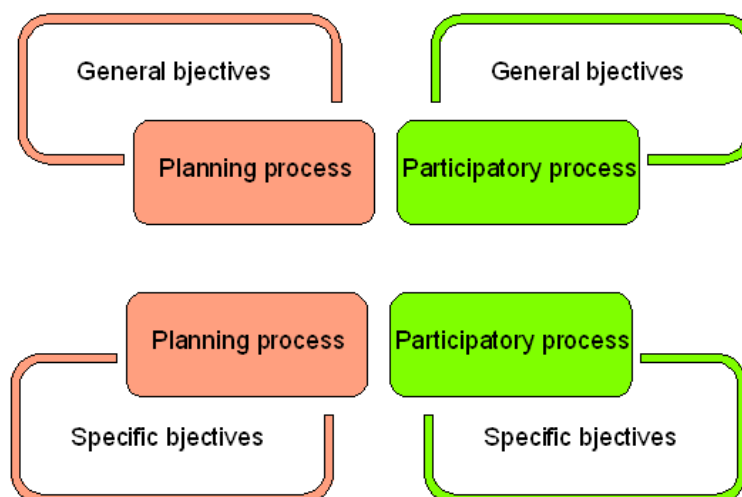 General bjectives
General bjectives
Planning process
Participatory process
Planning process
Participatory process
Specific bjectives
Specific bjectives